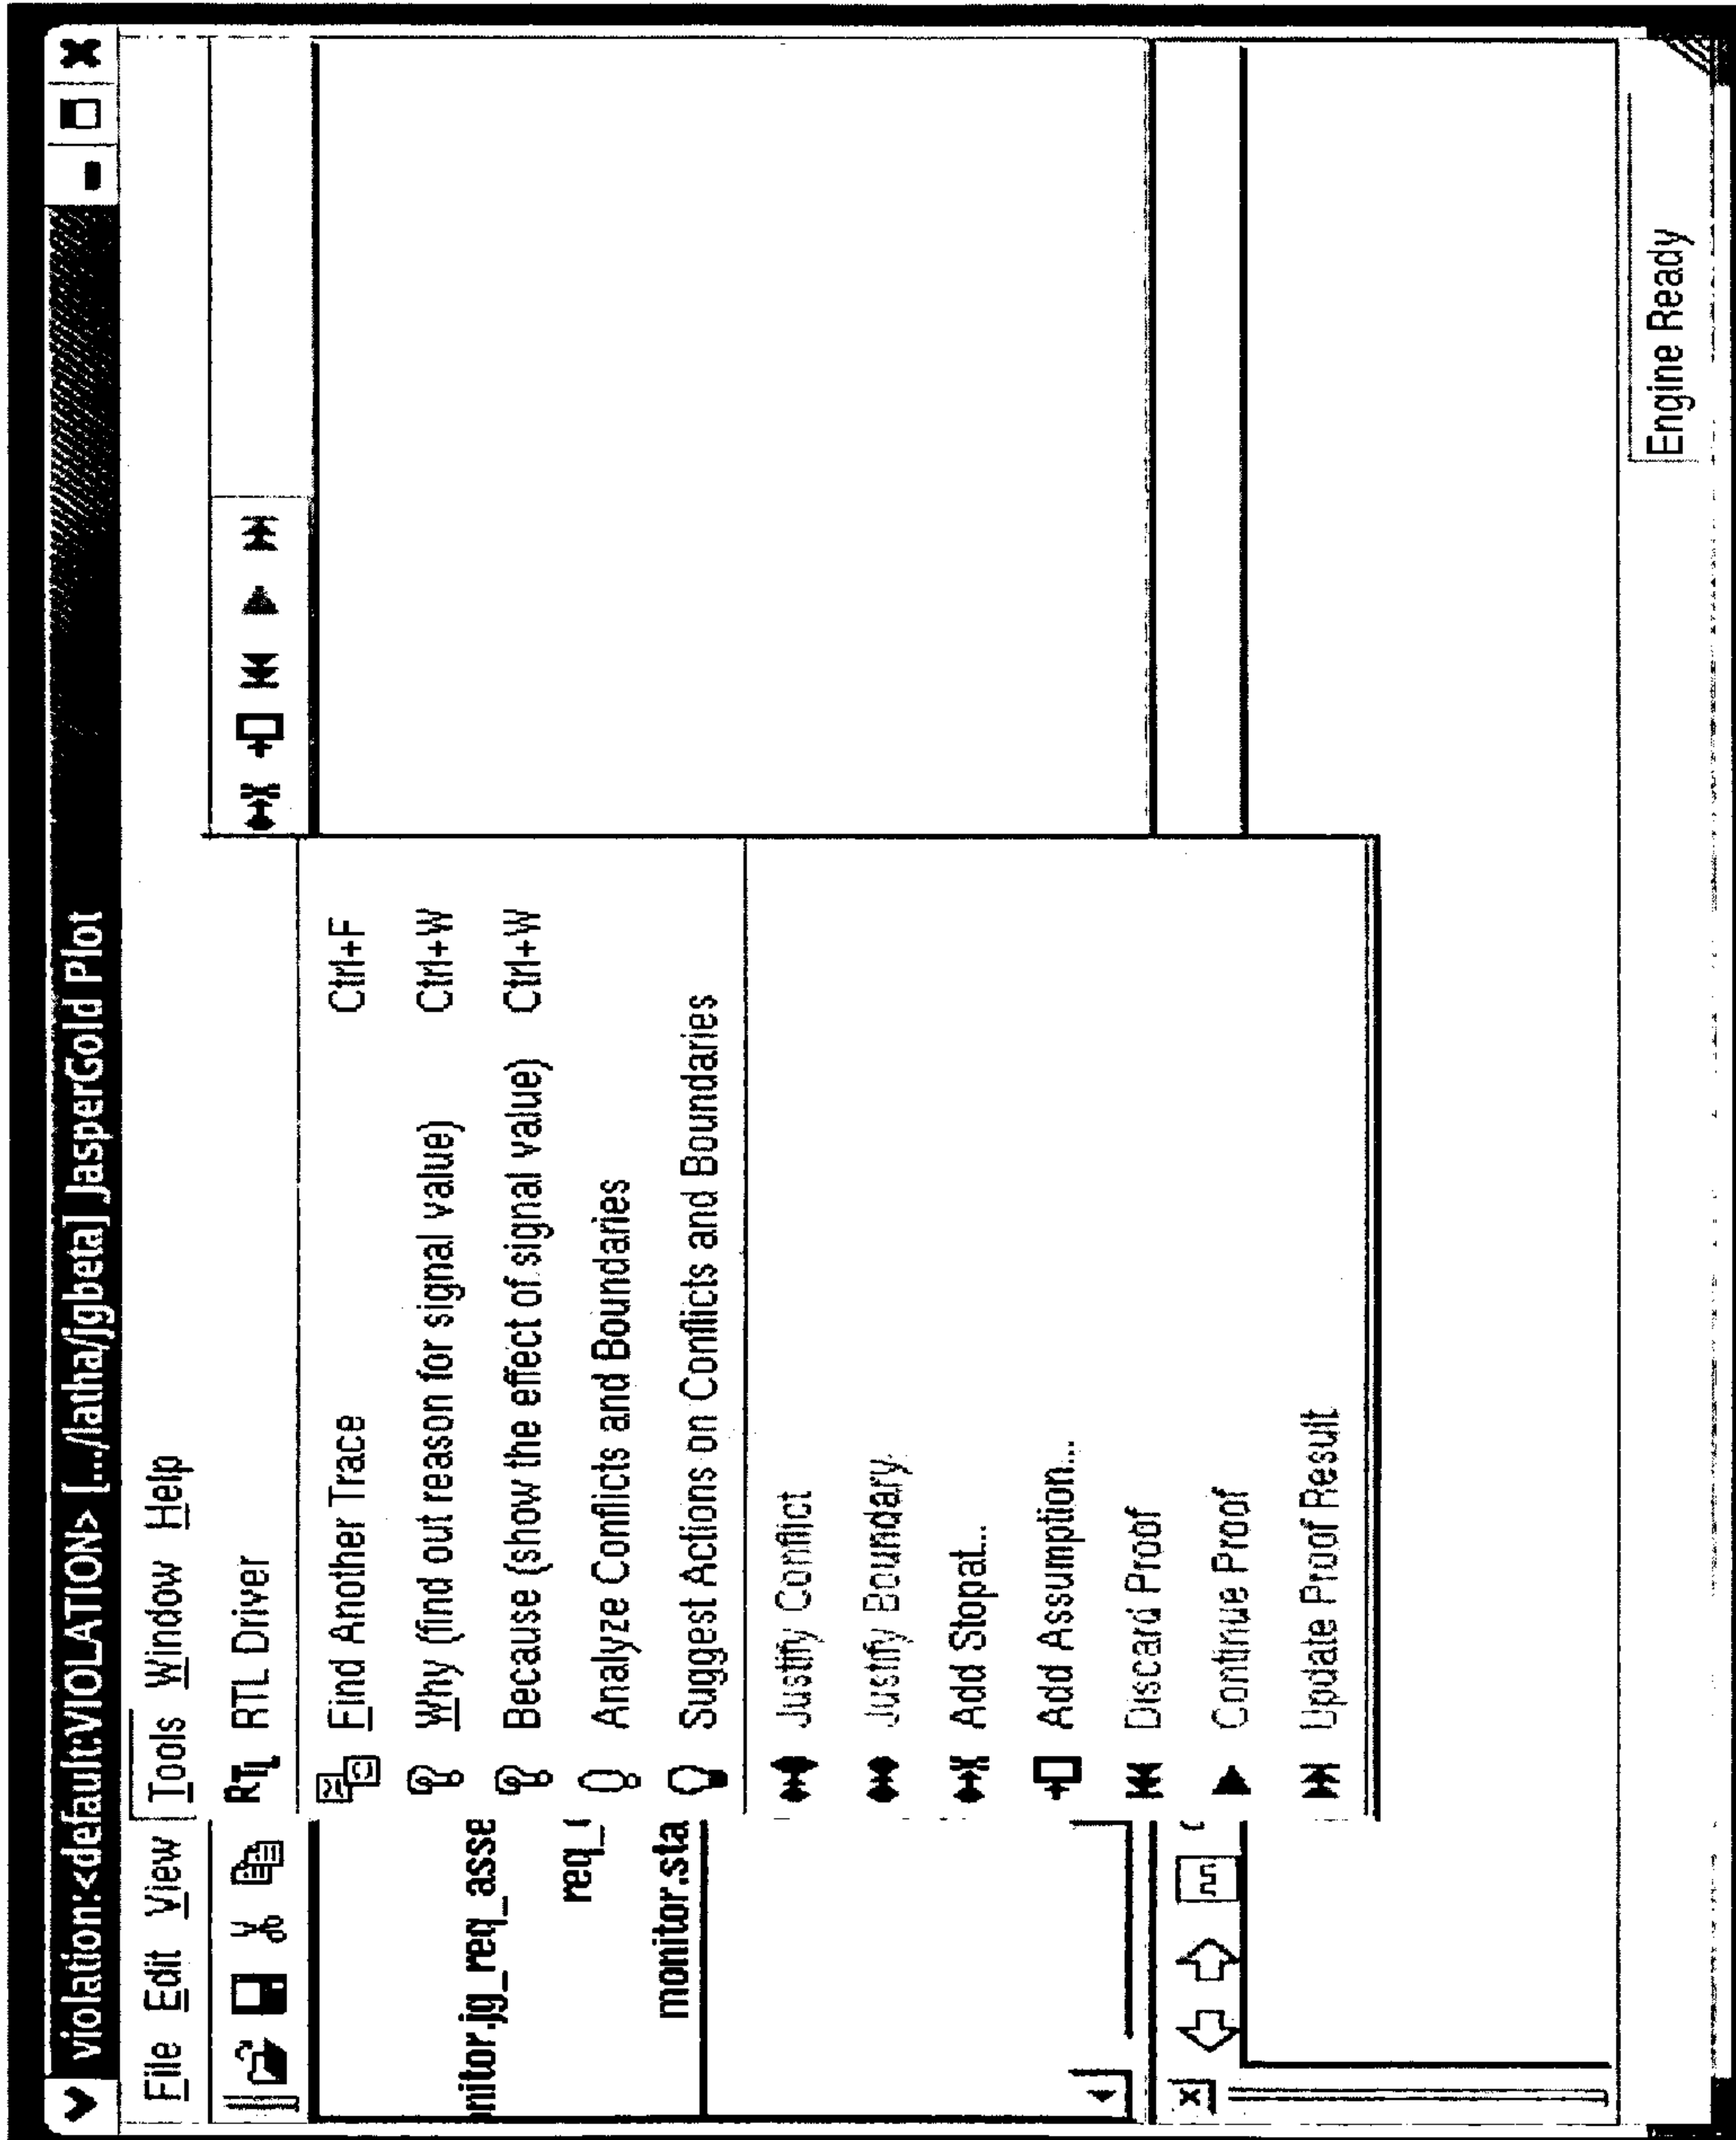 violation:<default(VIOLATION> [.../latha/jgbeta] JasperGold Plot
File Edit View Tools Window Help
RTL RTL Driver
Find Another Trace Ctrl+F
Why (find out reason for signal value) Ctrl+W
Because (show the effect of signal value) Ctrl+W
Analyze Conflicts and Boundaries
Suggest Actions on Conflicts and Boundaries
Justify Conflict
Justify Boundary
Add Stopat...
Add Assumption...
Discard Proof
Continue Proof
Update Proof Result
nitor.jg_req_asse
req_
monitor.sta
Engine Ready